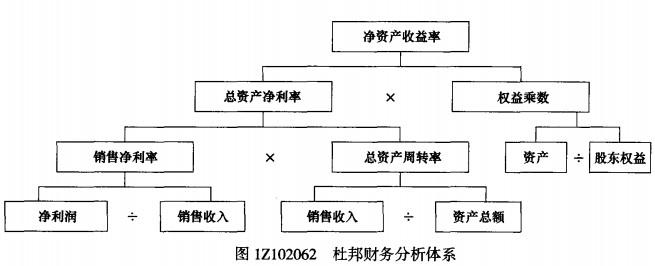 净资产收益率
总资产净利率 × 权益乘数
销售净利率 × 总资产周转率 资产 ÷ 股东权益
净利润 ÷ 销售收入 销售收入 ÷ 资产总额
图 1Z102062 杜邦财务分析体系